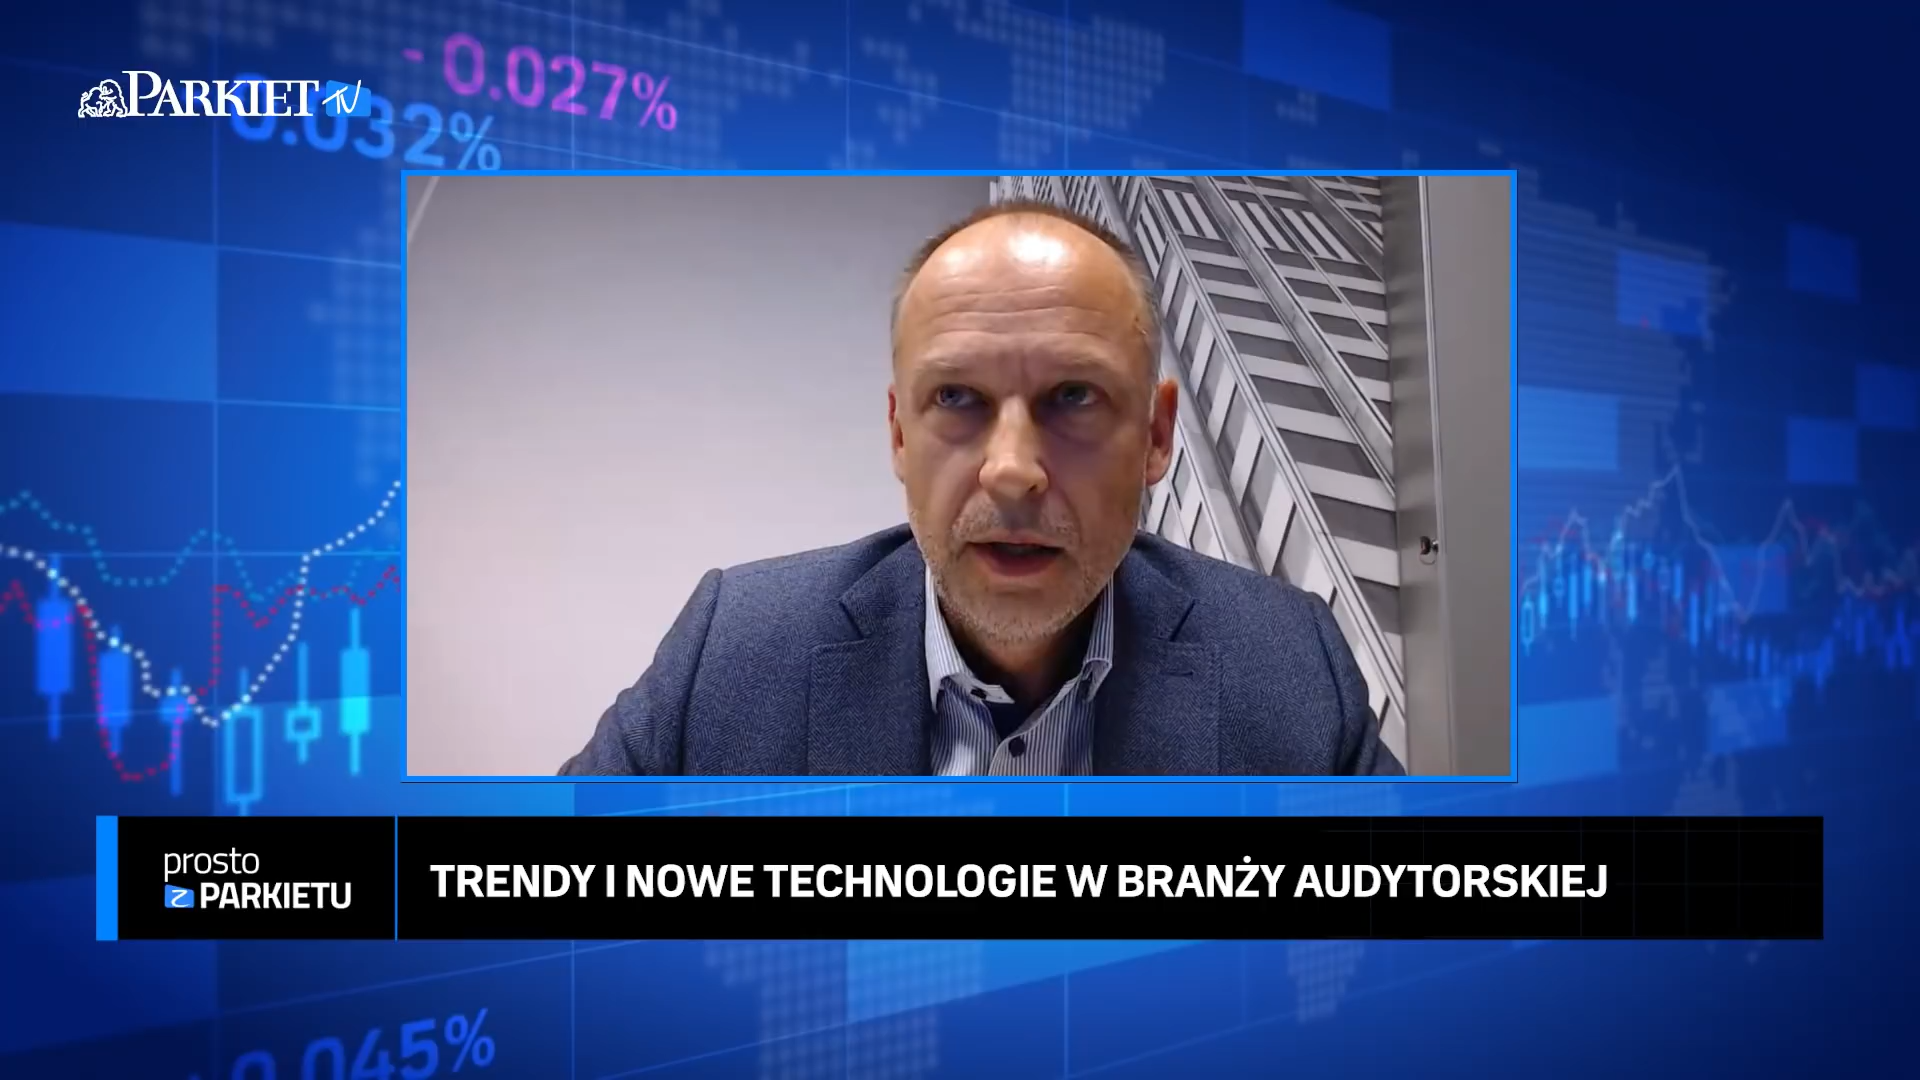 - 0.027%
PARKIET TV
0.032%
prosto
z PARKIETU
TRENDY I NOWE TECHNOLOGIE W BRANŻY AUDYTORSKIEJ
0.045%